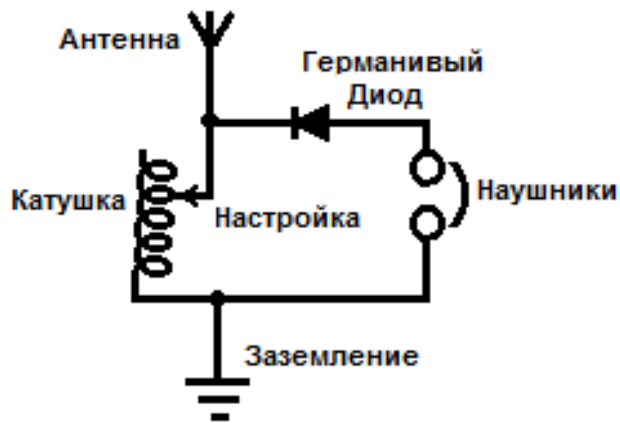 Антенна
Германивый
Диод
Катушка
Настройка
Наушники
Заземление